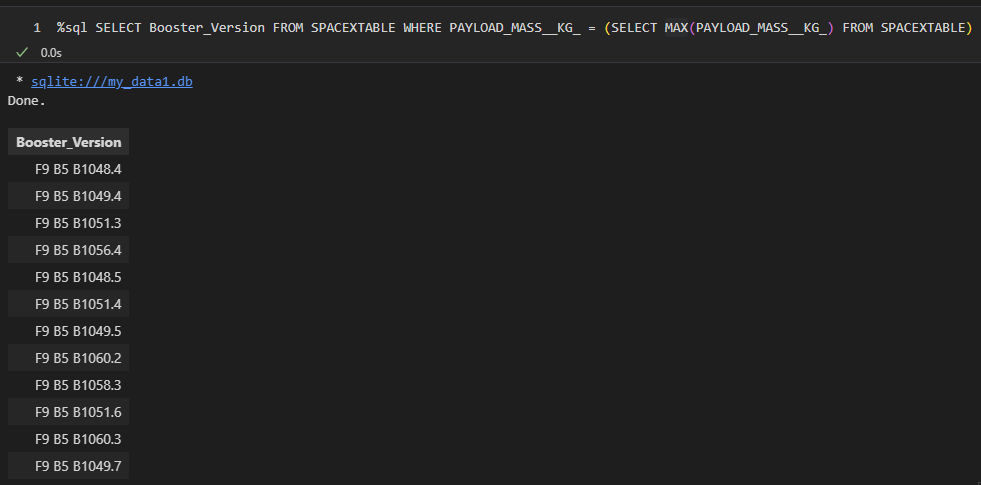 1 %sql SELECT Booster_Version FROM SPACEXTABLE WHERE PAYLOAD_MASS__KG_ = (SELECT MAX(PAYLOAD_MASS__KG_) FROM SPACEXTABLE)
✓ 0.0s
* sqlite:///my_data1.db
Done.
Booster_Version
F9 B5 B1048.4
F9 B5 B1049.4
F9 B5 B1051.3
F9 B5 B1056.4
F9 B5 B1048.5
F9 B5 B1051.4
F9 B5 B1049.5
F9 B5 B1060.2
F9 B5 B1058.3
F9 B5 B1051.6
F9 B5 B1060.3
F9 B5 B1049.7